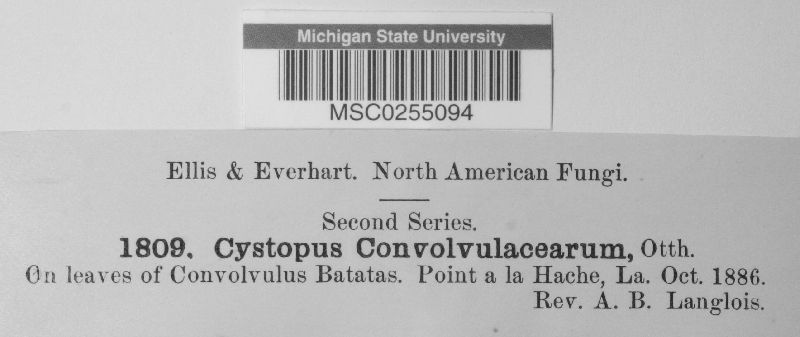 Michigan State University
MSC0255094
Ellis & Everhart. North American Fungi.
Second Series.
1809. Cystopus Convolvulacearum, Otth.
On leaves of Convolvulus Batatas. Point a la Hache, La. Oct. 1886.
Rev. A. B. Langlois.